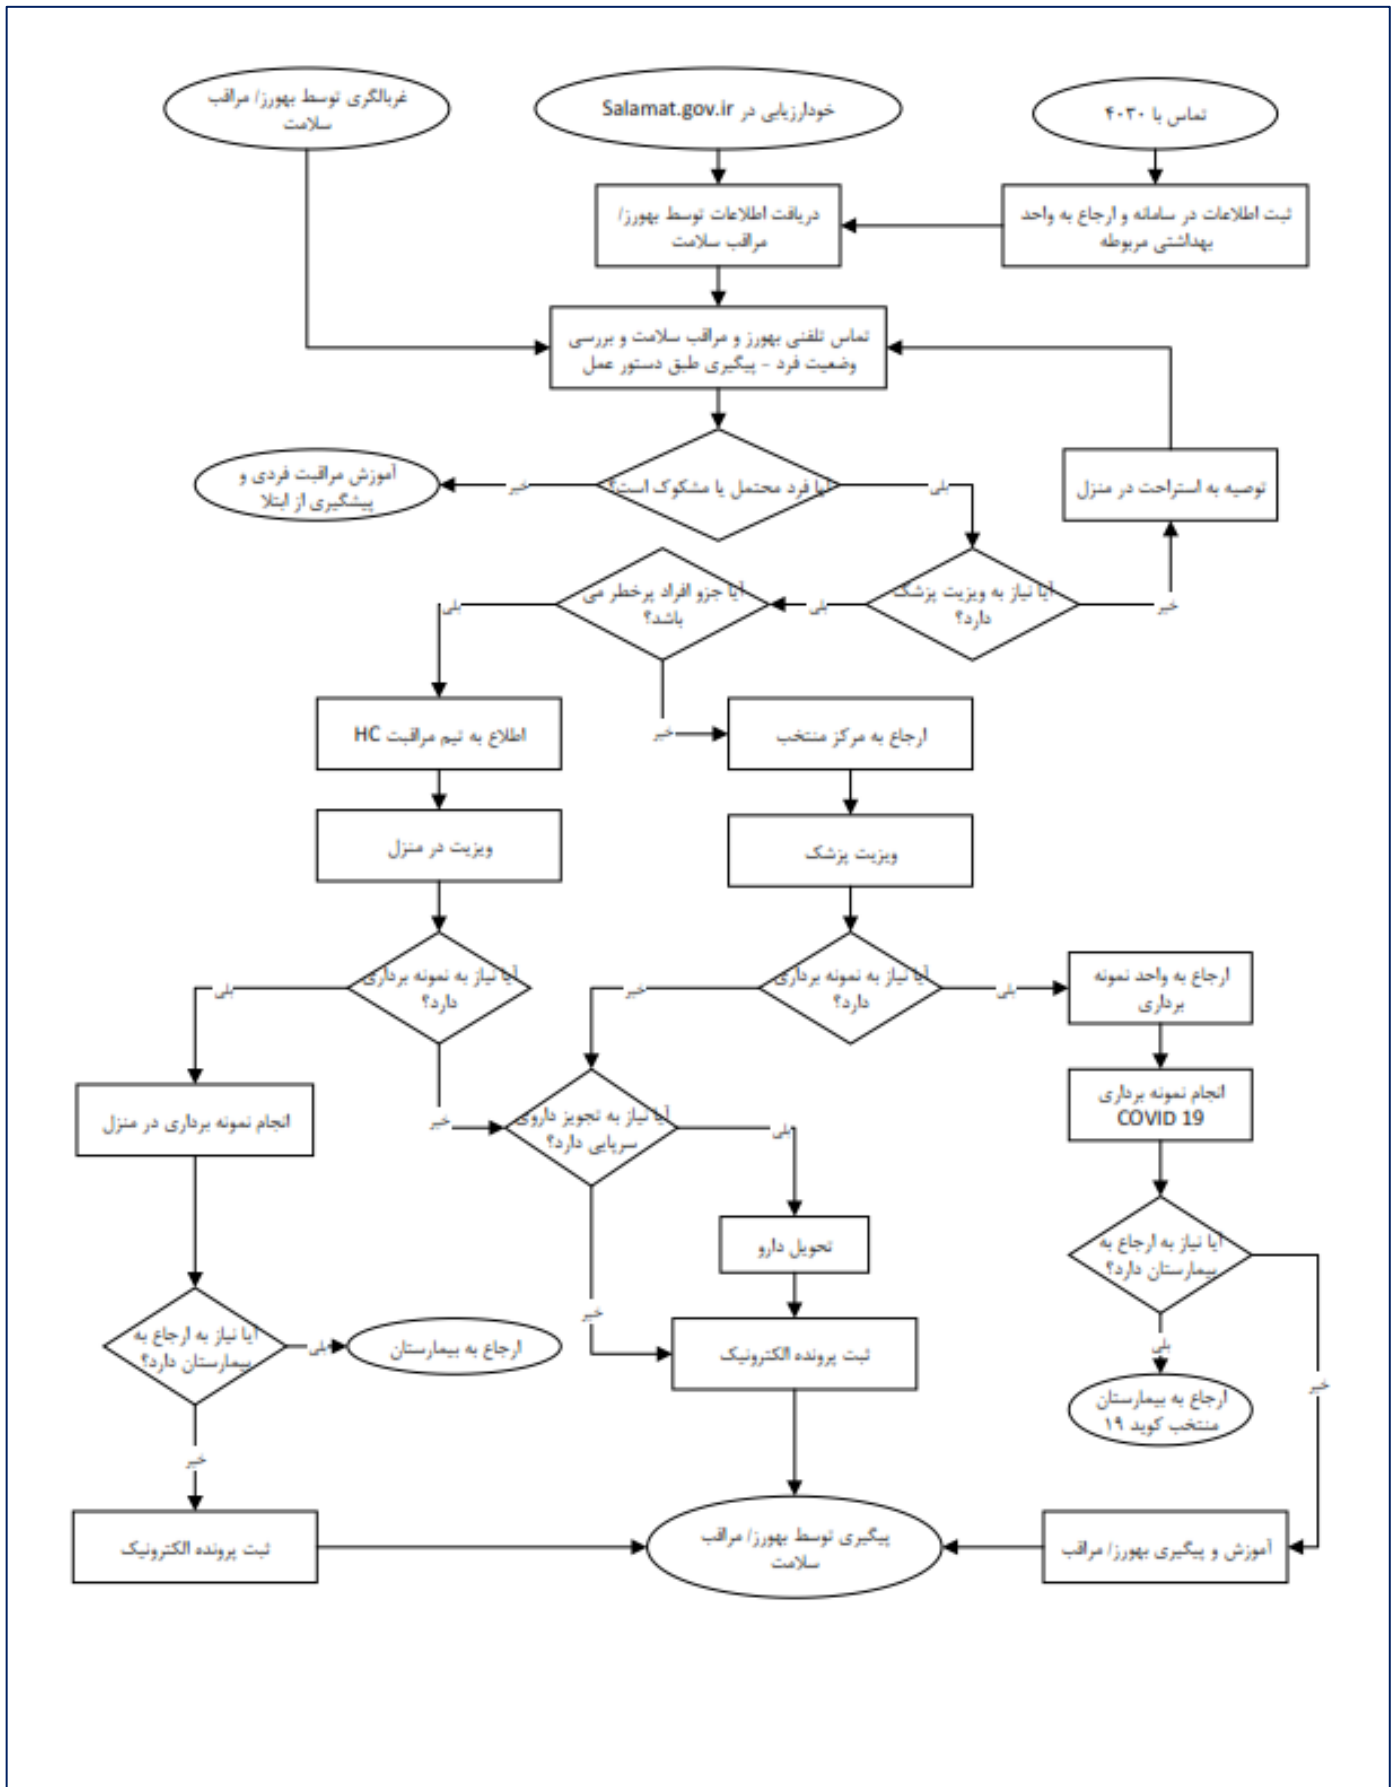 تماس با ۴۰۳۰
خودارزیابی در Salamat.gov.ir
غربالگری توسط بهورز/ مراقب
سلامت
ثبت اطلاعات در سامانه و ارجاع به واحد
بهداشتی مربوطه
دریافت اطلاعات توسط بهورز/
مراقب سلامت
تماس تلفنی بهورز و مراقب سلامت و بررسی
وضعیت فرد - پیگیری طبق دستور عمل
توصیه به استراحت در منزل
آیا فرد محتمل یا مشکوک است؟
بلی
خیر
آموزش مراقبت فردی و
پیشگیری از ابتلا
آیا نیاز به ویزیت پزشک
دارد؟
خیر
بلی
آیا جزو افراد پرخطر می
باشد؟
بلی
خیر
ارجاع به مرکز منتخب
اطلاع به تیم مراقبت HC
ویزیت پزشک
ویزیت در منزل
آیا نیاز به نمونه برداری
دارد؟
بلی
خیر
ارجاع به واحد نمونه
برداری
آیا نیاز به نمونه برداری
دارد؟
بلی
خیر
انجام نمونه برداری
COVID 19
آیا نیاز به تجویز داروی
سرپایی دارد؟
بلی
خیر
انجام نمونه برداری در منزل
تحویل دارو
آیا نیاز به ارجاع به
بیمارستان دارد؟
بلی
خیر
ارجاع به بیمارستان
منتخب کوید ۱۹
ثبت پرونده الکترونیک
آیا نیاز به ارجاع به
بیمارستان دارد؟
بلی
خیر
ارجاع به بیمارستان
آموزش و پیگیری بهورز/ مراقب
پیگیری توسط بهورز/ مراقب
سلامت
ثبت پرونده الکترونیک